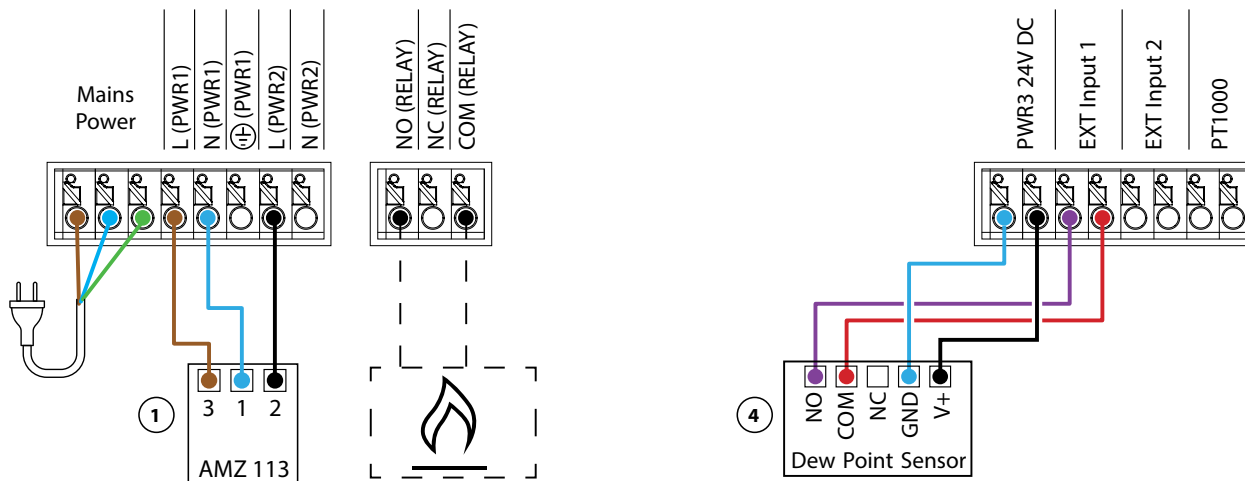 Mains
Power
L (PWR1)
N (PWR1)
(PWR1)
L (PWR2)
N (PWR2)
NO (RELAY)
NC (RELAY)
COM (RELAY)
PWR3 24V DC
EXT Input 1
EXT Input 2
PT1000
1
3 1 2
AMZ 113
4
NO
COM
NC
GND
V+
Dew Point Sensor